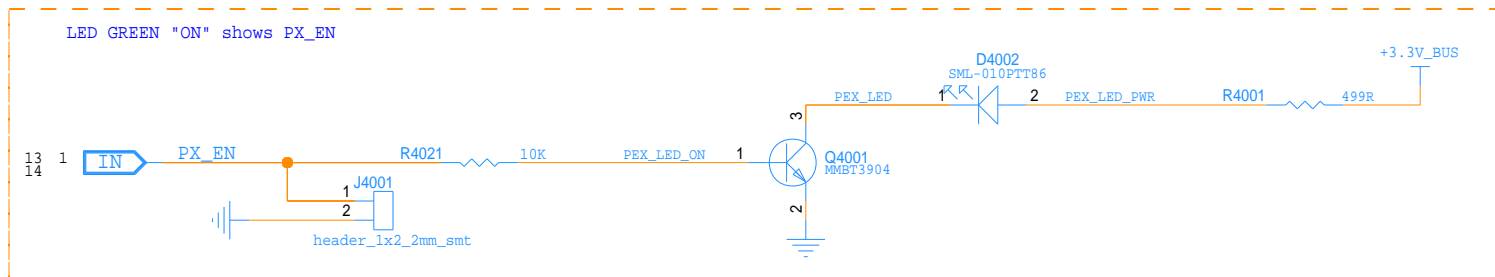 LED GREEN "ON" shows PX_EN
+3.3V_BUS
D4002
SML-010PTT86
1
2
PEX_LED
PEX_LED_PWR
R4001
499R
3
13
14
1
IN
PX_EN
R4021
10K
PEX_LED_ON
1
Q4001
MMBT3904
J4001
1
2
2
header_1x2_2mm_smt